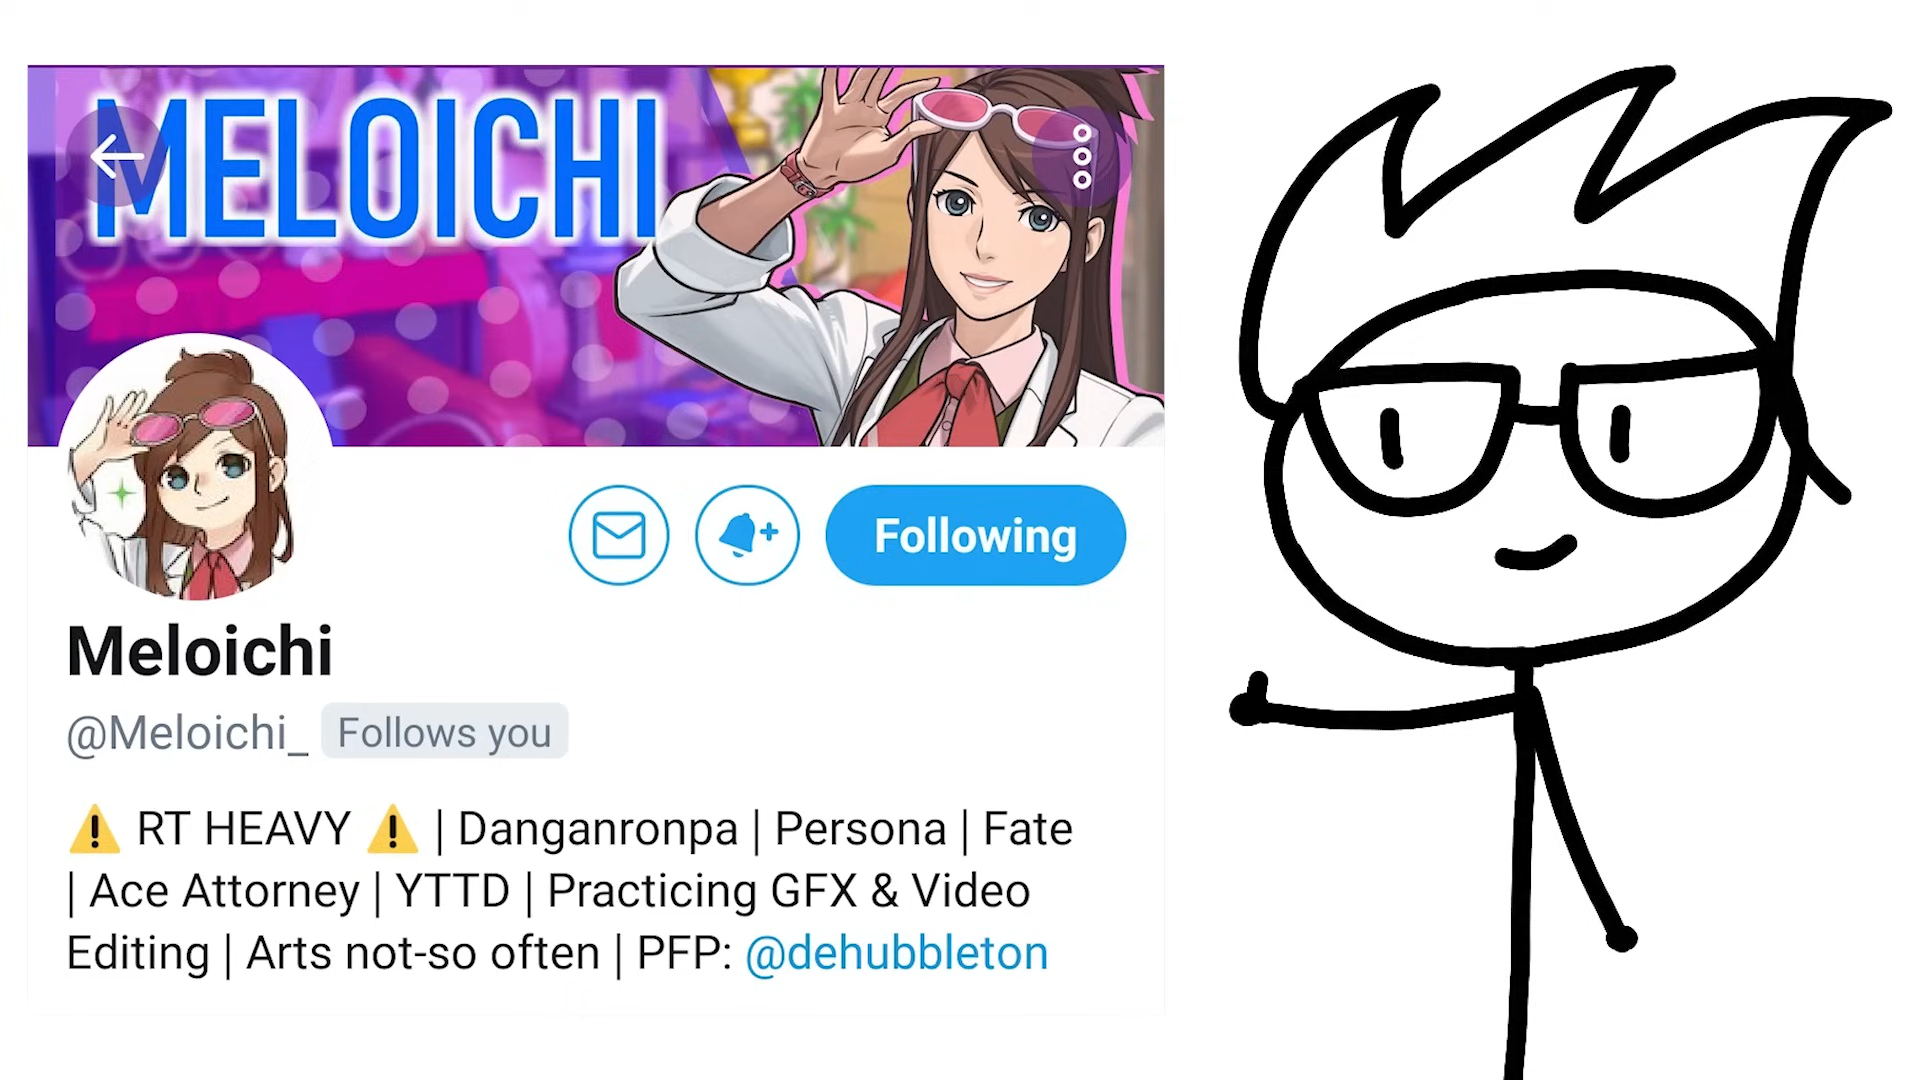 MELOICHI
Following
Meloichi
@Meloichi_ Follows you
⚠️ RT HEAVY ⚠️ | Danganronpa | Persona | Fate
| Ace Attorney | YTTD | Practicing GFX & Video
Editing | Arts not-so often | PFP: @dehubbleton